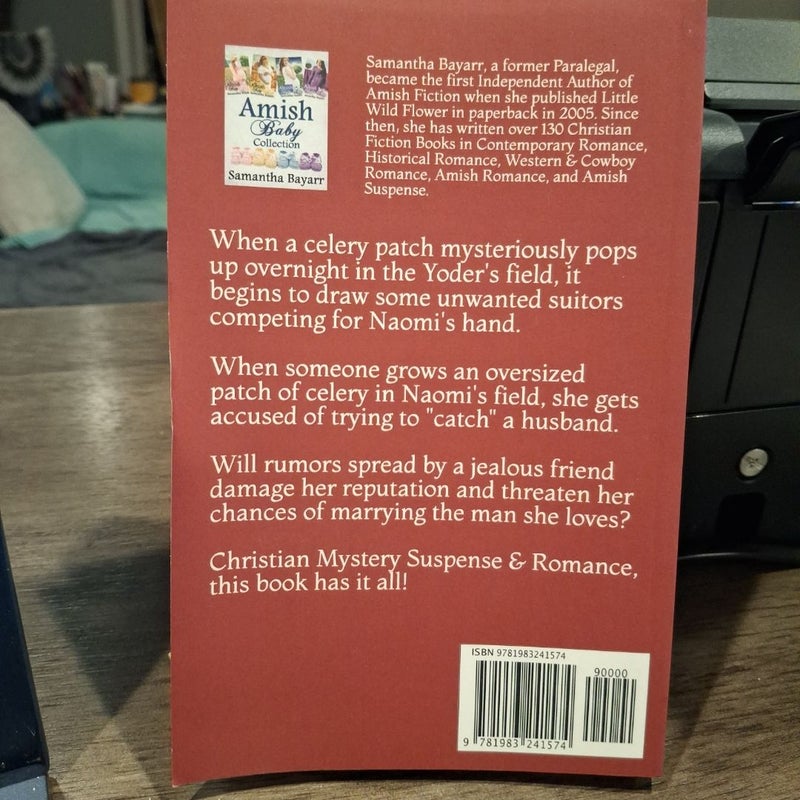 Amish
Baby
Collection
Samantha Bayarr
Samantha Bayarr, a former Paralegal,
became the first Independent Author of
Amish Fiction when she published Little
Wild Flower in paperback in 2005. Since
then, she has written over 130 Christian
Fiction Books in Contemporary Romance,
Historical Romance, Western & Cowboy
Romance, Amish Romance, and Amish
Suspense.
When a celery patch mysteriously pops
up overnight in the Yoder's field, it
begins to draw some unwanted suitors
competing for Naomi's hand.
When someone grows an oversized
patch of celery in Naomi's field, she gets
accused of trying to "catch" a husband.
Will rumors spread by a jealous friend
damage her reputation and threaten her
chances of marrying the man she loves?
Christian Mystery Suspense & Romance,
this book has it all!
ISBN 9781983241574
90000
9 781983 241574